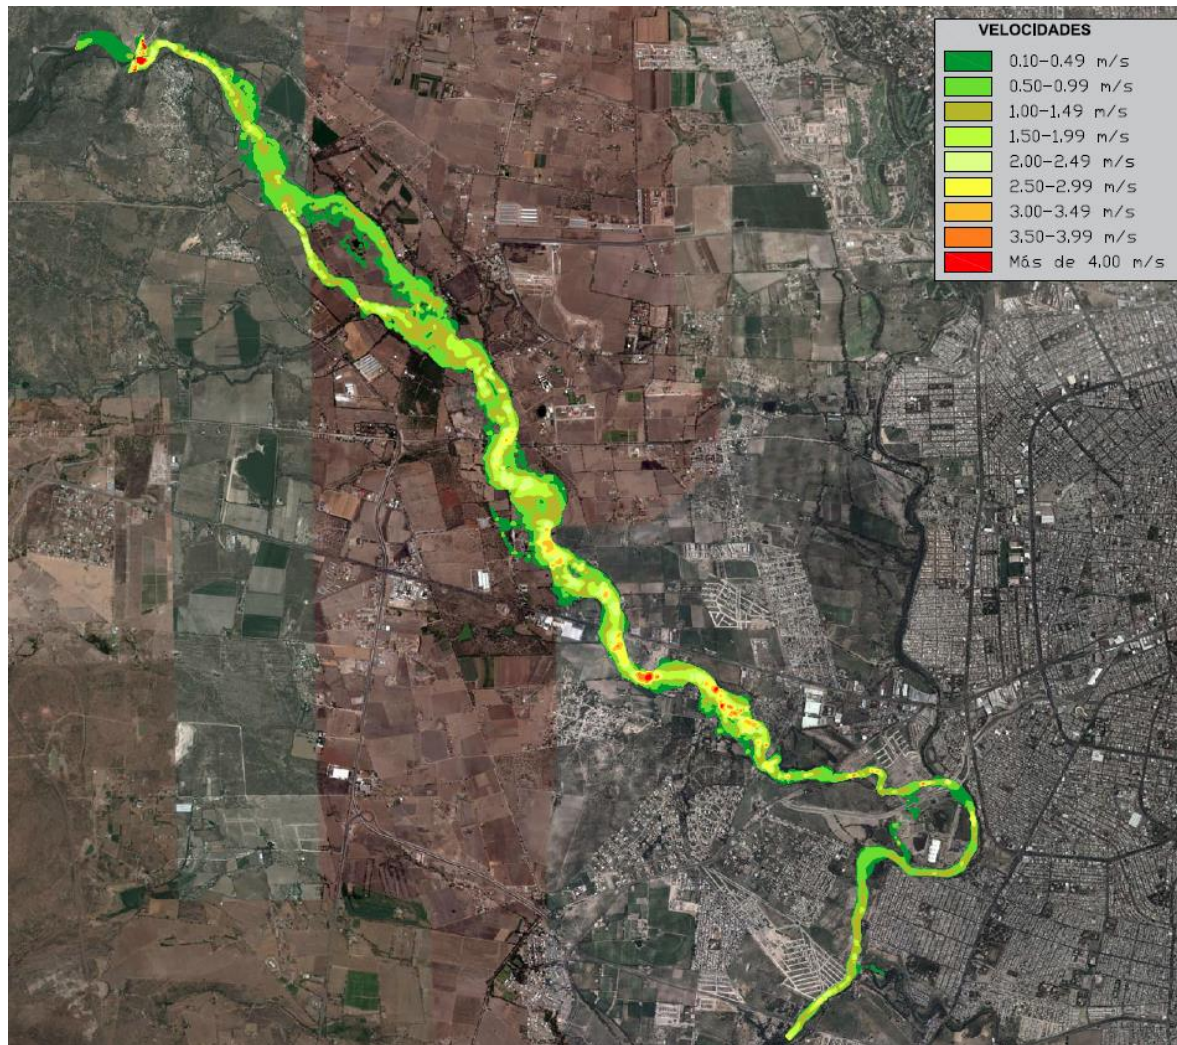 VELOCIDADES
0.10-0.49 m/s
0.50-0.99 m/s
1.00-1.49 m/s
1.50-1.99 m/s
2.00-2.49 m/s
2.50-2.99 m/s
3.00-3.49 m/s
3.50-3.99 m/s
Más de 4.00 m/s